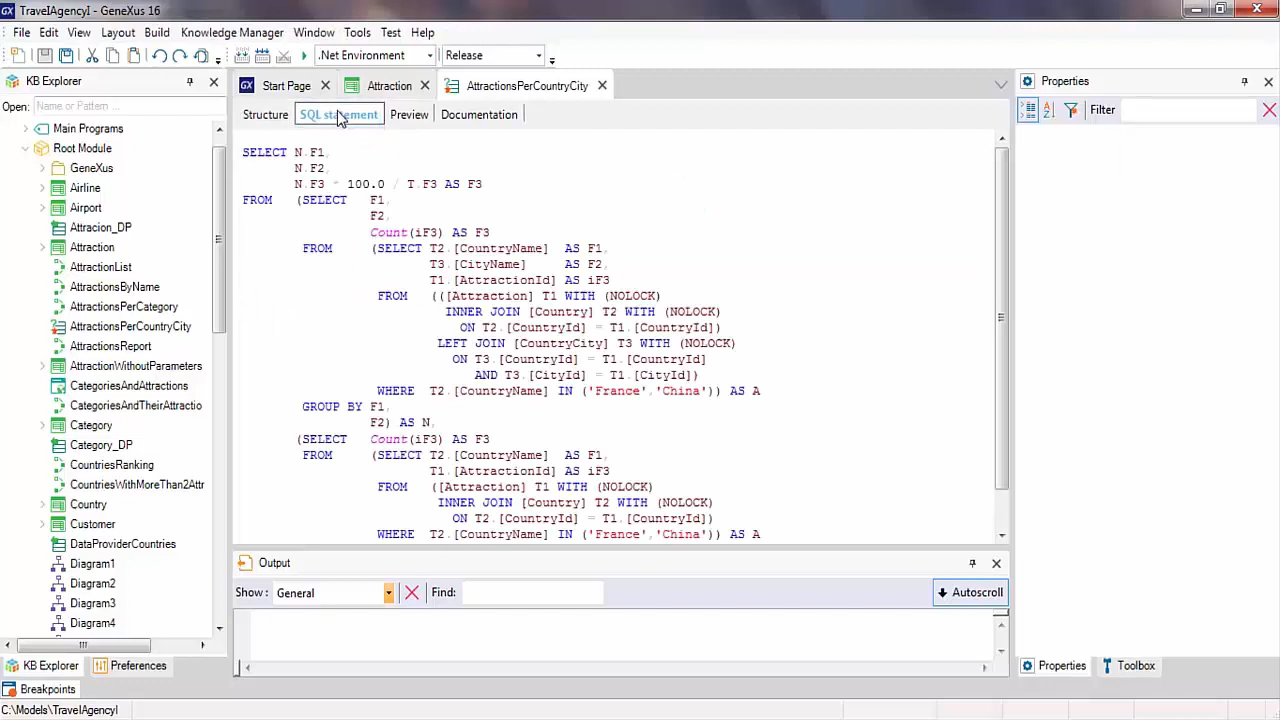 TravelAgencyI - GeneXus 16
File Edit View Layout Build Knowledge Manager Window Tools Test Help
.Net Environment Release
KB Explorer
Open: Name or Pattern ...
Main Programs
Root Module
GeneXus
Airline
Airport
Attracion_DP
Attraction
AttractionList
AttractionsByName
AttractionsPerCategory
AttractionsPerCountryCity
AttractionsReport
AttractionWithoutParameters
CategoriesAndAttractions
CategoriesAndTheirAttractio
Category
Category_DP
CountriesRanking
CountriesWithMoreThan2Attr
Country
Customer
DataProviderCountries
Diagram1
Diagram2
Diagram3
Diagram4
KB Explorer Preferences
Breakpoints
C:\Models\TravelAgencyI
Start Page Attraction AttractionsPerCountryCity
Structure SQL statement Preview Documentation
SELECT N.F1,
N.F2,
N.F3 * 100.0 / T.F3 AS F3
FROM (SELECT F1,
F2,
Count(iF3) AS F3
FROM (SELECT T2.[CountryName] AS F1,
T3.[CityName] AS F2,
T1.[AttractionId] AS iF3
FROM (([Attraction] T1 WITH (NOLOCK)
INNER JOIN [Country] T2 WITH (NOLOCK)
ON T2.[CountryId] = T1.[CountryId])
LEFT JOIN [CountryCity] T3 WITH (NOLOCK)
ON T3.[CountryId] = T1.[CountryId]
AND T3.[CityId] = T1.[CityId])
WHERE T2.[CountryName] IN ('France','China')) AS A
GROUP BY F1,
F2) AS N,
(SELECT Count(iF3) AS F3
FROM (SELECT T2.[CountryName] AS F1,
T1.[AttractionId] AS iF3
FROM ([Attraction] T1 WITH (NOLOCK)
INNER JOIN [Country] T2 WITH (NOLOCK)
ON T2.[CountryId] = T1.[CountryId])
WHERE T2.[CountryName] IN ('France','China')) AS A
Output
Show : General Find: Autoscroll
Properties
Filter
Properties Toolbox